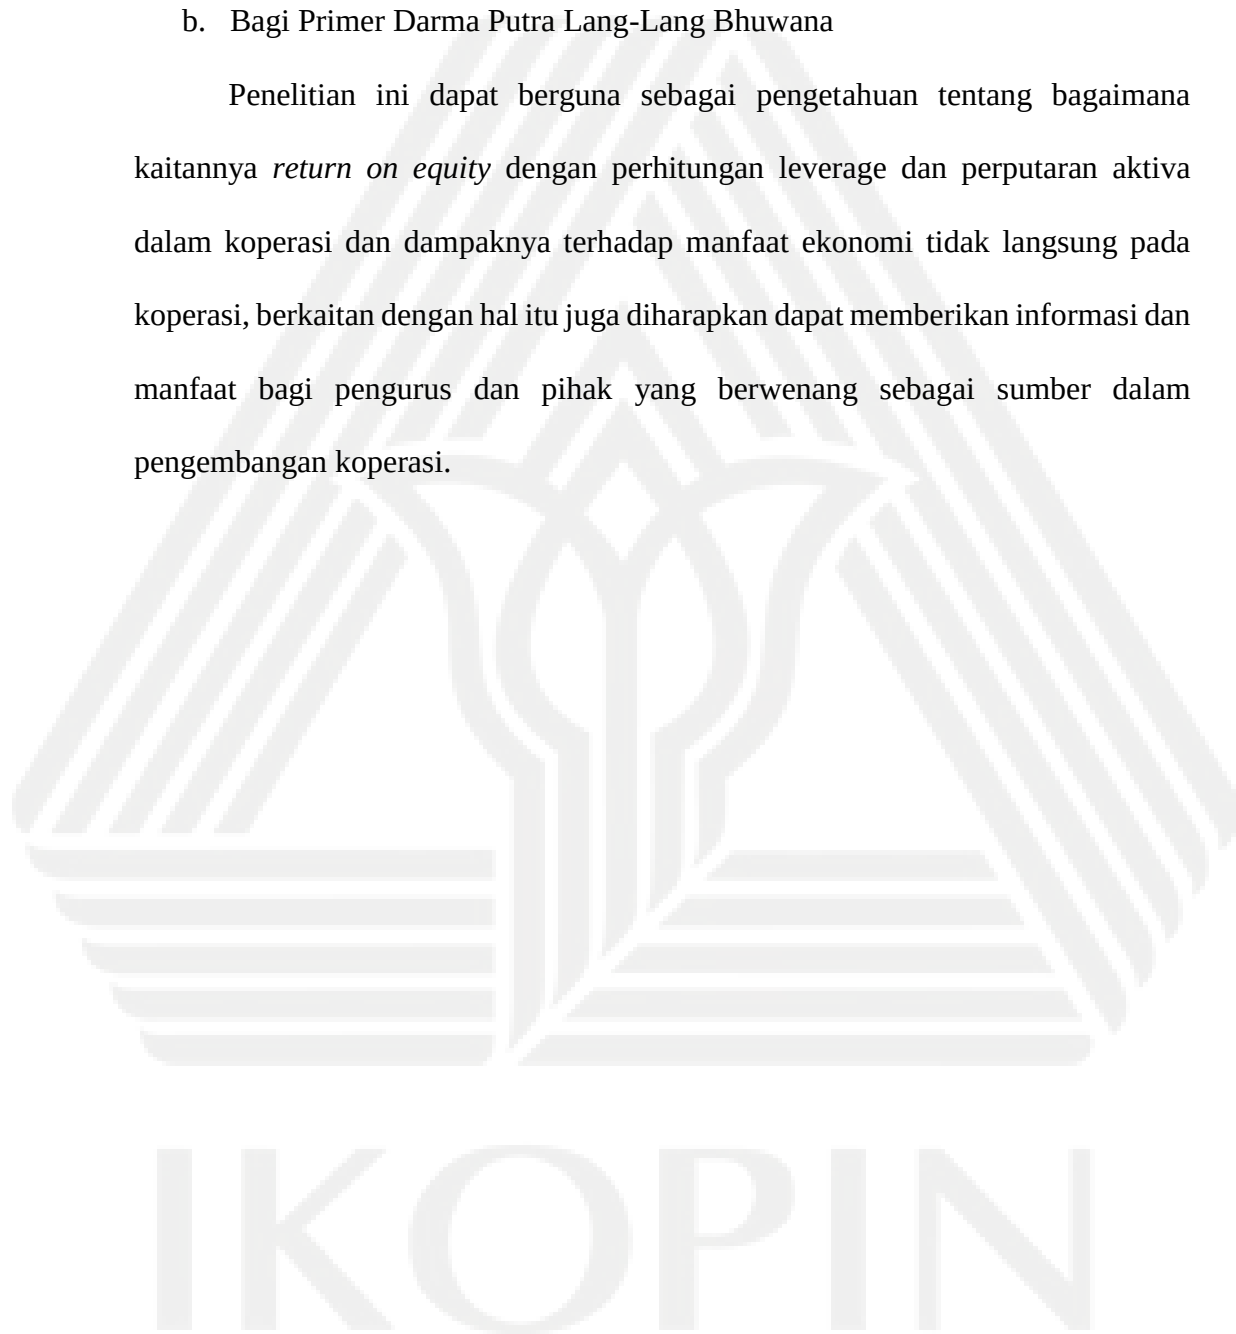 b. Bagi Primer Darma Putra Lang-Lang Bhuwana
Penelitian ini dapat berguna sebagai pengetahuan tentang bagaimana
kaitannya return on equity dengan perhitungan leverage dan perputaran aktiva
dalam koperasi dan dampaknya terhadap manfaat ekonomi tidak langsung pada
koperasi, berkaitan dengan hal itu juga diharapkan dapat memberikan informasi dan
manfaat bagi pengurus dan pihak yang berwenang sebagai sumber dalam
pengembangan koperasi.
IKOPIN